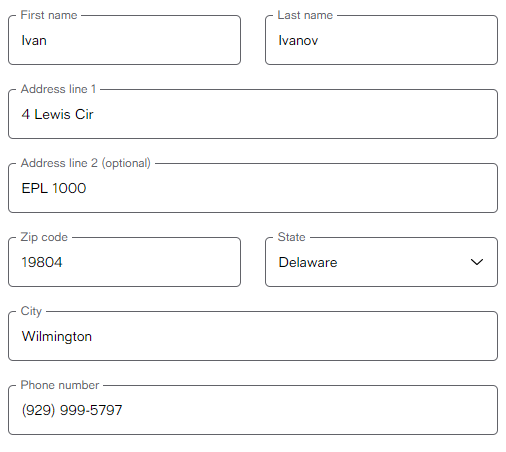 First name
Last name
Ivan
Ivanov
Address line 1
4 Lewis Cir
Address line 2 (optional)
EPL 1000
Zip code
State
19804
Delaware
City
Wilmington
Phone number
(929) 999-5797